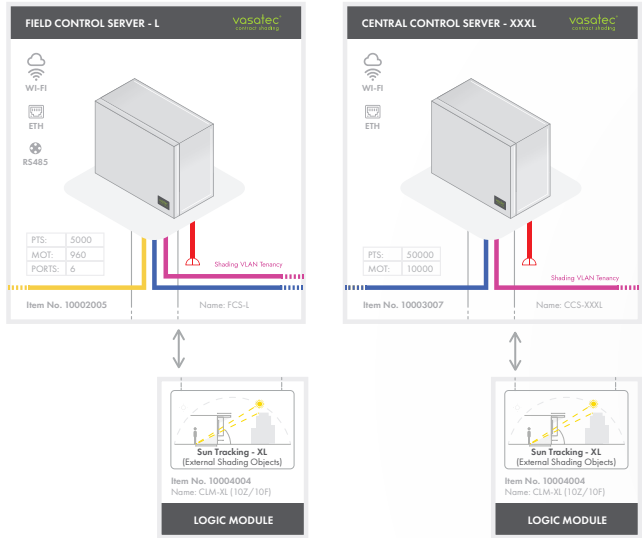 FIELD CONTROL SERVER - L
vasatec
contract shading
WI-FI
ETH
RS485
PTS: 5000
MOT: 960
PORTS: 6
Shading VLAN Tenancy
Item No. 10002005
Name: FCS-L
Sun Tracking - XL
(External Shading Objects)
Item No. 10004004
Name: CLM-XL (10Z/10F)
LOGIC MODULE
CENTRAL CONTROL SERVER - XXXL
vasatec
contract shading
WI-FI
ETH
PTS: 50000
MOT: 10000
Shading VLAN Tenancy
Item No. 10003007
Name: CCS-XXXL
Sun Tracking - XL
(External Shading Objects)
Item No. 10004004
Name: CLM-XL (10Z/10F)
LOGIC MODULE